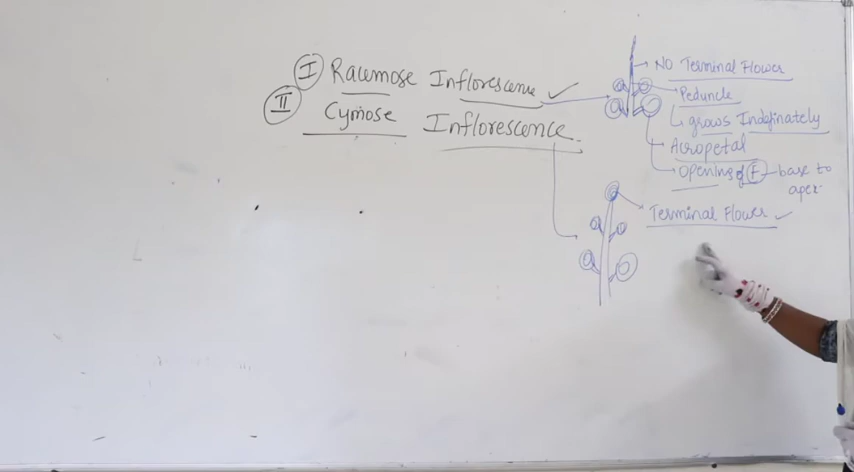 I Racemose Inflorescence
II Cymose Inflorescence
NO Terminal Flower
Peduncle
grows Indefinately
Acropetal
opening of F - base to
apex
Terminal Flower